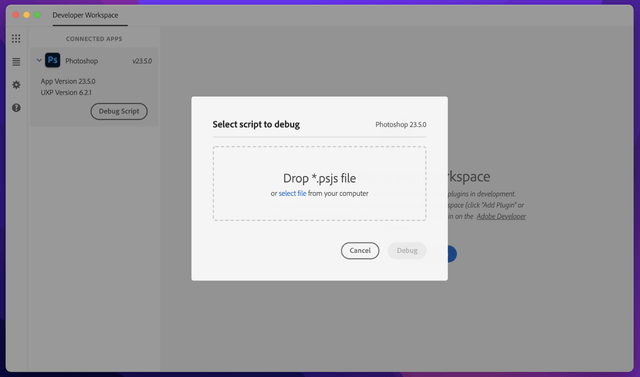 Developer Workspace
CONNECTED APPS
Ps
Photoshop
v23.5.0
App Version 23.5.0
UXP Version 6.2.1
Debug Script
Select script to debug
Photoshop 23.5.0
Drop *.psjs file
or select file from your computer
Cancel
Debug
kspace
plugins in development.
space (click "Add Plugin" or
in on the Adobe Developer